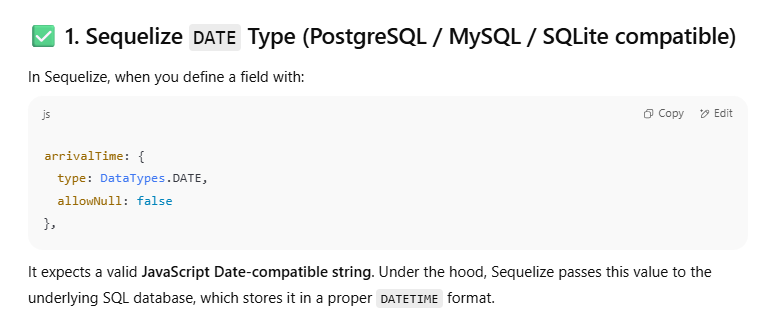 ✅ 1. Sequelize DATE Type (PostgreSQL / MySQL / SQLite compatible)
In Sequelize, when you define a field with:
js Copy Edit
arrivalTime: {
  type: DataTypes.DATE,
  allowNull: false
},
It expects a valid JavaScript Date-compatible string. Under the hood, Sequelize passes this value to the
underlying SQL database, which stores it in a proper DATETIME format.